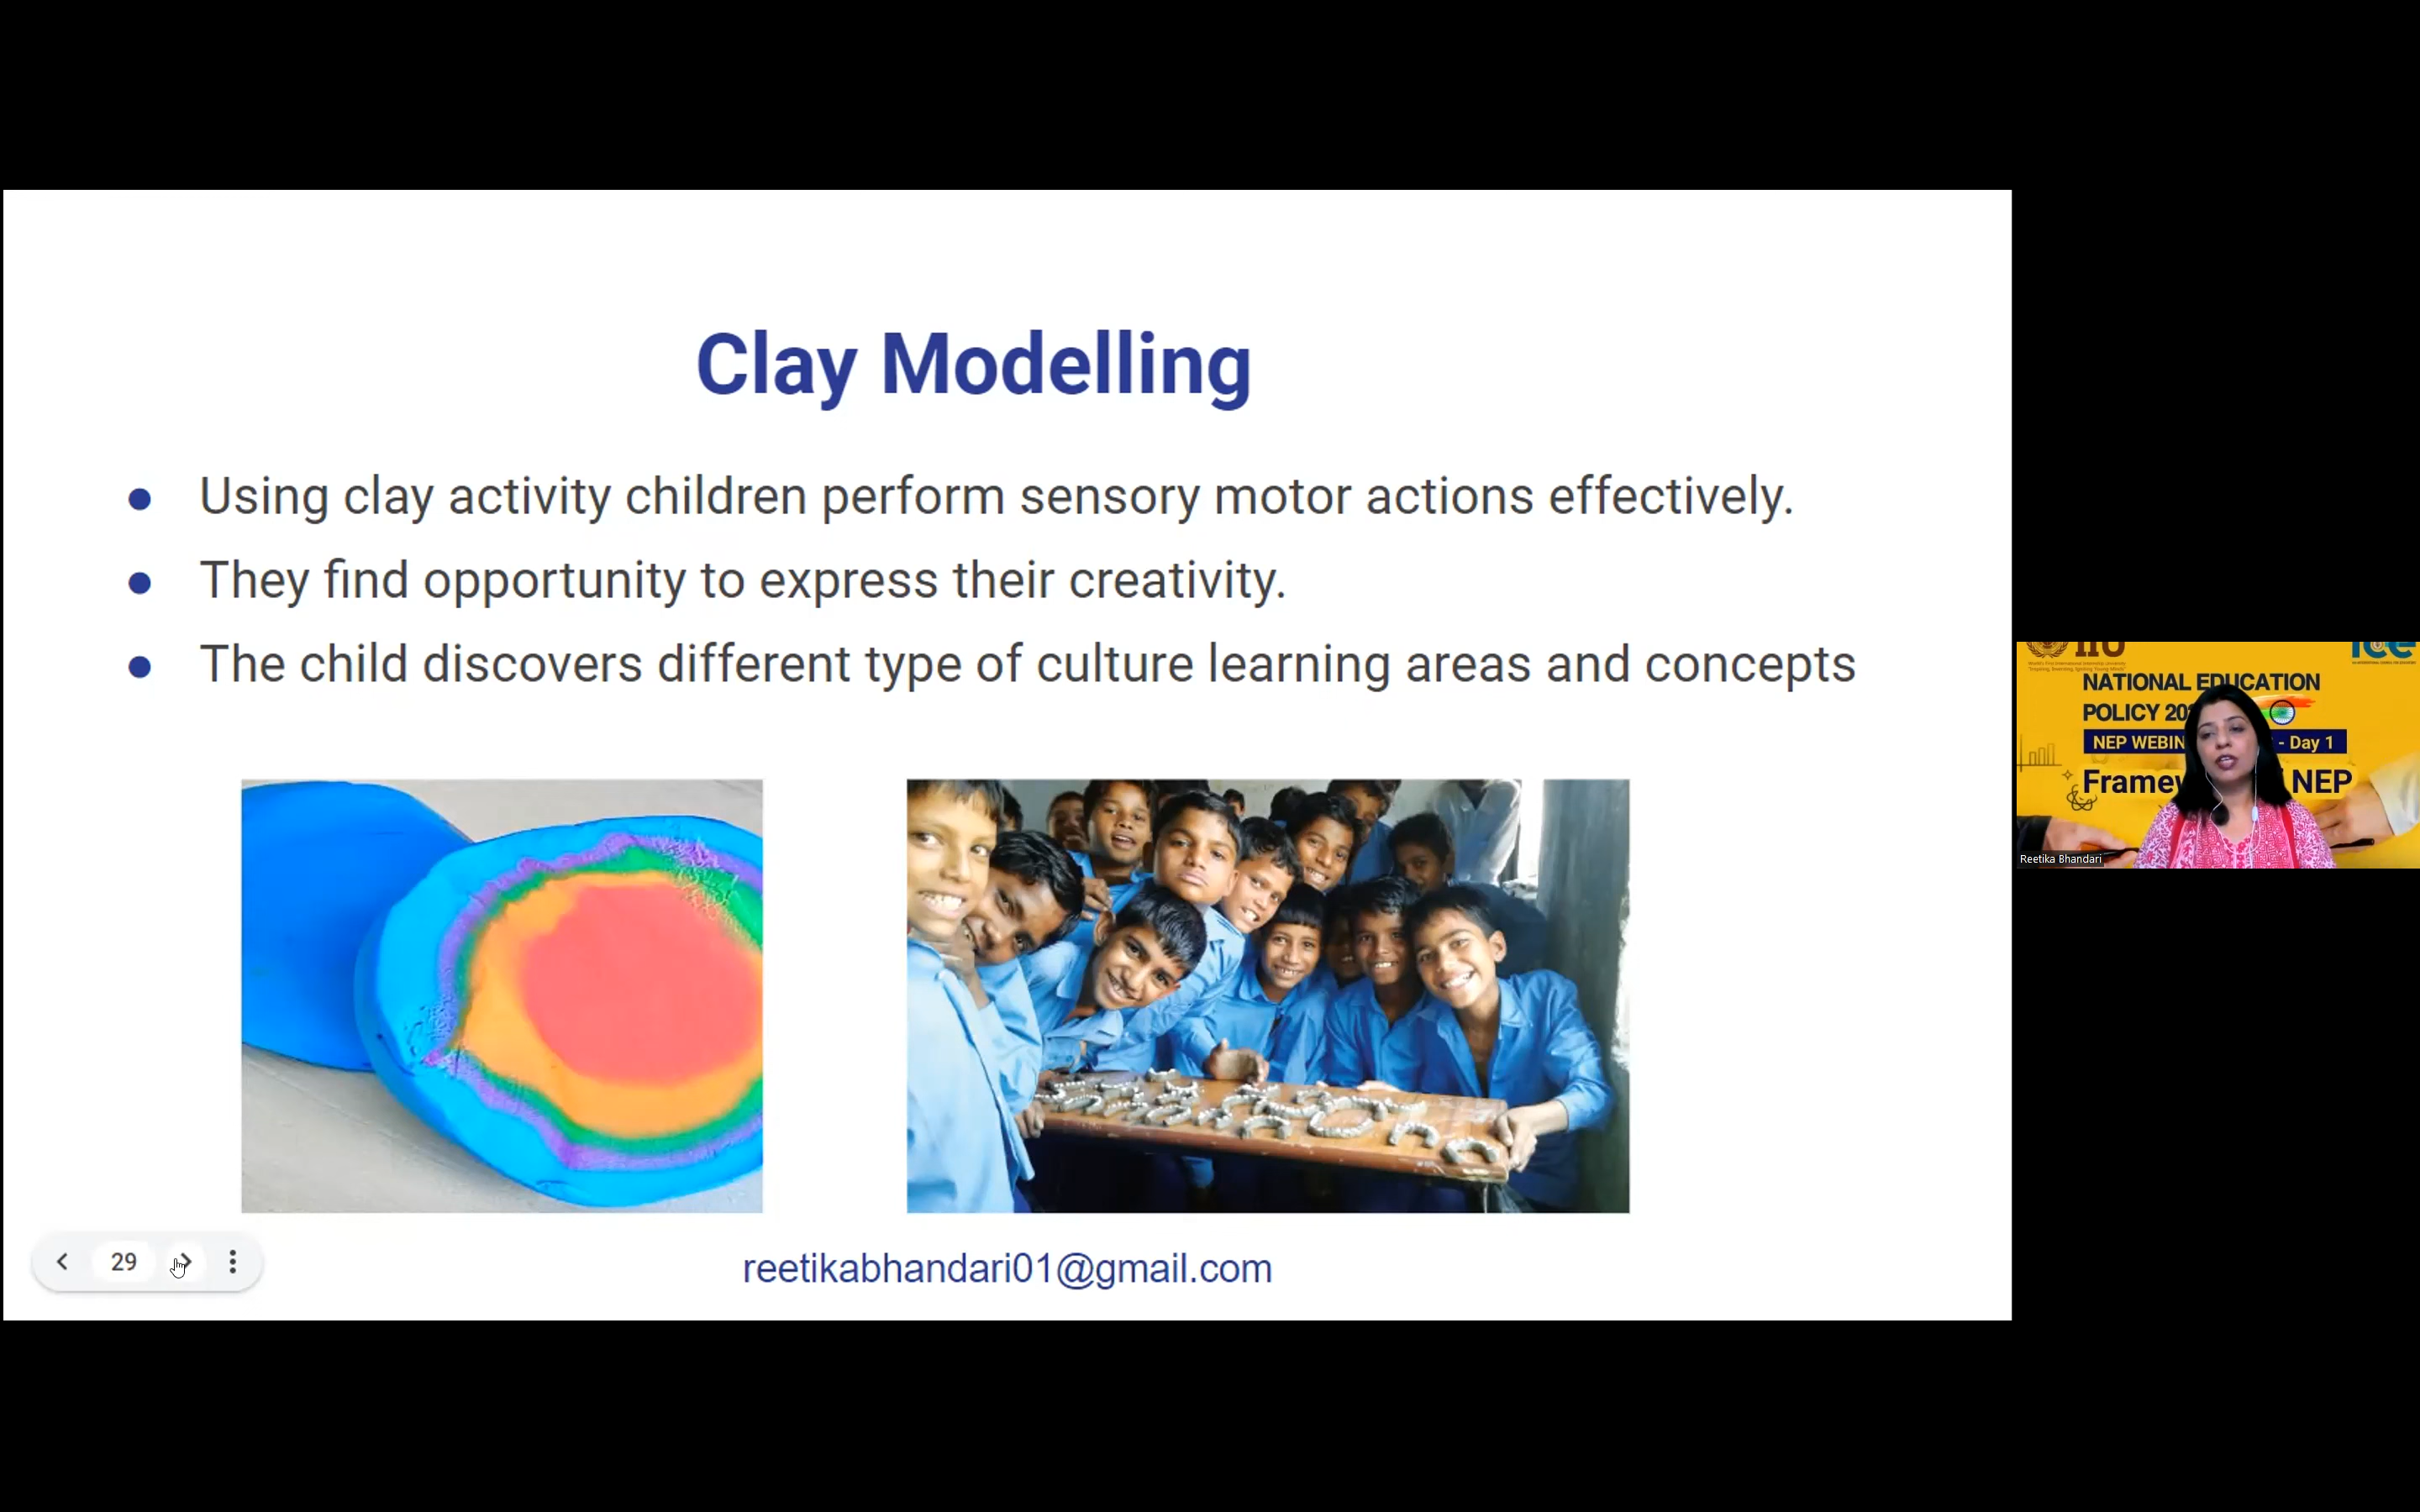 Clay Modelling
Using clay activity children perform sensory motor actions effectively.
They find opportunity to express their creativity.
The child discovers different type of culture learning areas and concepts
29
reetikabhandari01@gmail.com
NATIONAL EDUCATION
POLICY
NEP - Day 1
NEP
Reetika Bhandari